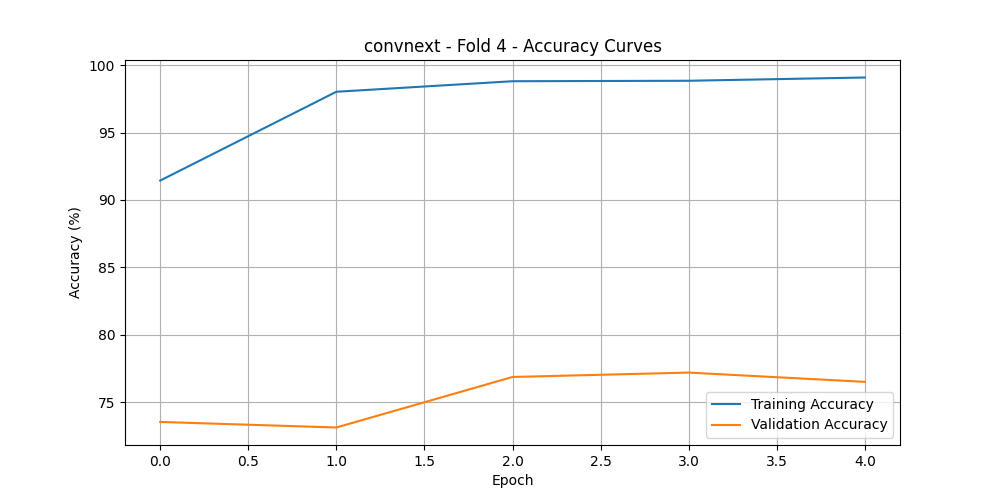 convnext - Fold 4 - Accuracy Curves
Accuracy (%)
100
95
90
85
80
75
0.0 0.5 1.0 1.5 2.0 2.5 3.0 3.5 4.0
Epoch
Training Accuracy
Validation Accuracy